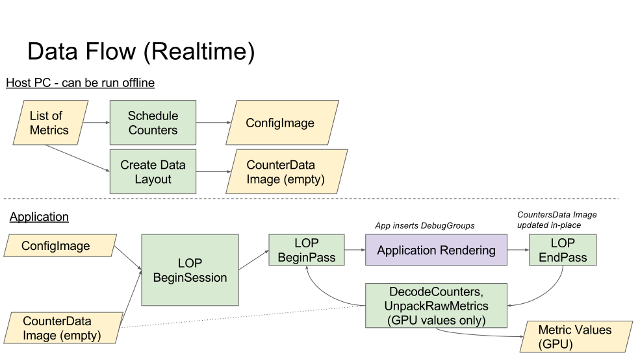 Data Flow (Realtime)
Host PC - can be run offline
List of
Metrics
Schedule
Counters
ConfigImage
Create Data
Layout
CounterData
Image (empty)
Application
ConfigImage
CounterData
Image (empty)
LOP
BeginSession
LOP
BeginPass
App inserts DebugGroups
Application Rendering
CountersData Image
updated in-place
LOP
EndPass
DecodeCounters,
UnpackRawMetrics
(GPU values only)
Metric Values
(GPU)